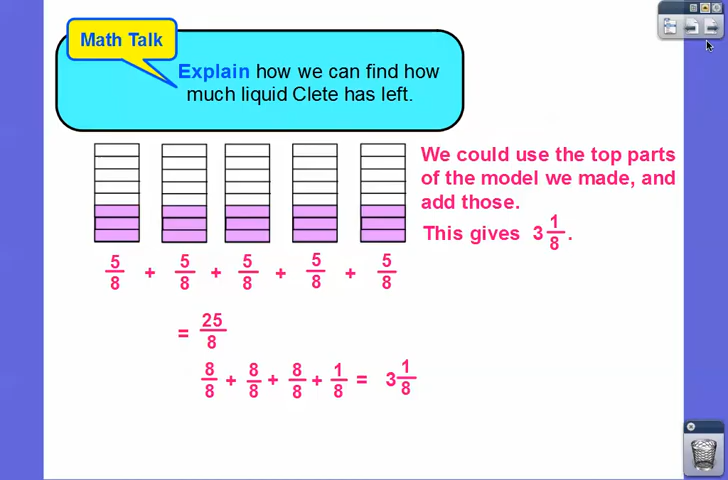 Math Talk
Explain how we can find how
much liquid Clete has left.
We could use the top parts
of the model we made, and
add those.
This gives 3 1/8.
5/8 + 5/8 + 5/8 + 5/8 + 5/8
= 25/8
8/8 + 8/8 + 8/8 + 1/8 = 3 1/8